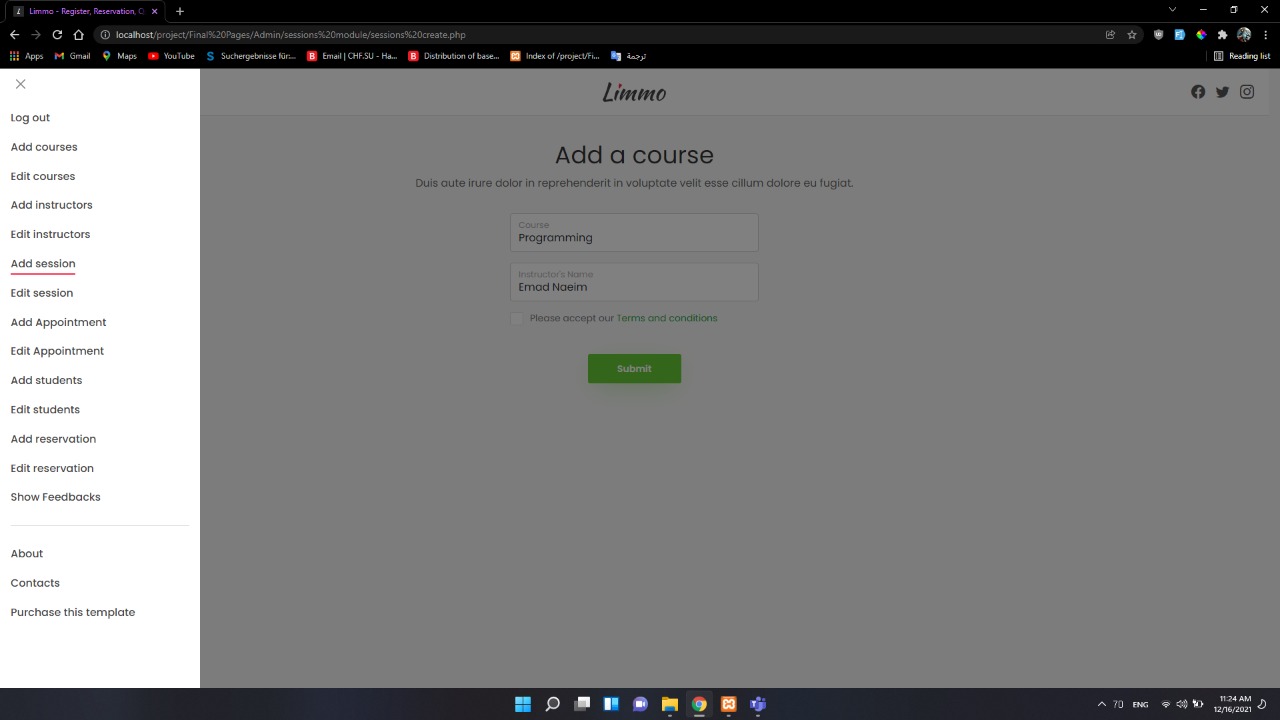 Limmo - Register, Reservation, Q
localhost/project/Final%20Pages/Admin/sessions%20module/sessions%20create.php
Apps Gmail Maps YouTube Suchergebnisse für:... Email | CHF.SU - Ha... Distribution of base... Index of /project/Fi... ترجمة Reading list
Limmo
Log out
Add courses
Edit courses
Add instructors
Edit instructors
Add session
Edit session
Add Appointment
Edit Appointment
Add students
Edit students
Add reservation
Edit reservation
Show Feedbacks
About
Contacts
Purchase this template
Add a course
Duis aute irure dolor in reprehenderit in voluptate velit esse cillum dolore eu fugiat.
Course
Programming
Instructor's Name
Emad Naeim
Please accept our Terms and conditions
Submit
ENG
11:24 AM
12/16/2021